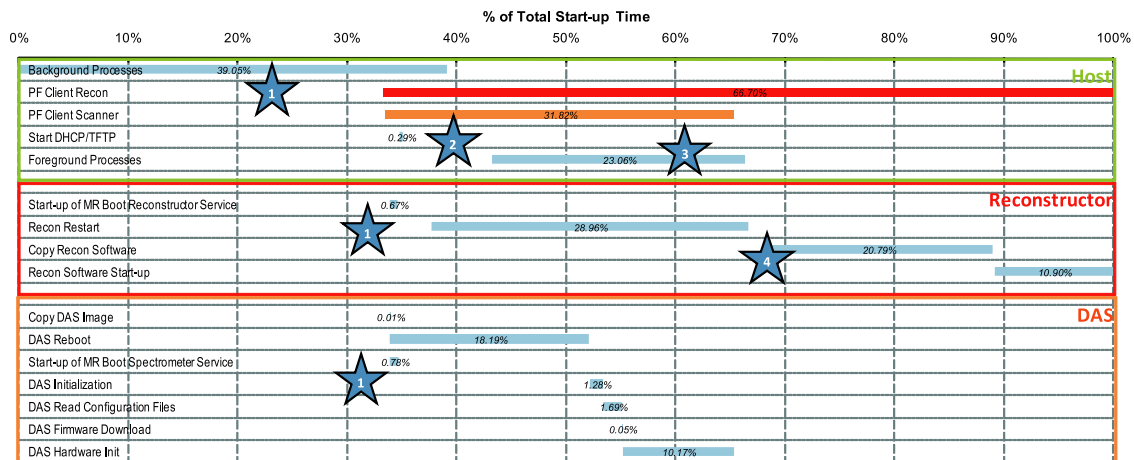 % of Total Start-up Time
0% 10% 20% 30% 40% 50% 60% 70% 80% 90% 100%
Host
Background Processes 39.05%
1
PF Client Recon 66.70%
PF Client Scanner 31.82%
Start DHCP/TFTP 0.29%
2
3
Foreground Processes 23.06%
Reconstructor
Start-up of MR Boot Reconstructor Service 0.67%
1
Recon Restart 28.96%
Copy Recon Software 20.79%
4
Recon Software Start-up 10.90%
DAS
Copy DAS Image 0.01%
DAS Reboot 18.19%
Start-up of MR Boot Spectrometer Service 0.78%
1
DAS Initialization 1.28%
DAS Read Configuration Files 1.69%
DAS Firmware Download 0.05%
DAS Hardware Init 10.17%